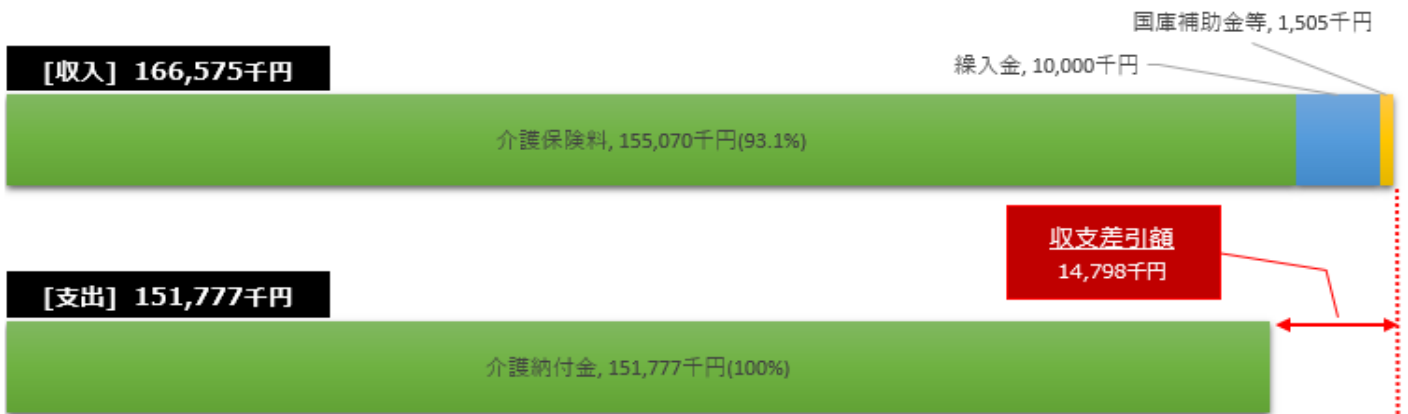 国庫補助金等, 1,505千円
[収入] 166,575千円
繰入金, 10,000千円
介護保険料, 155,070千円(93.1%)
収支差引額
14,798千円
[支出] 151,777千円
介護納付金, 151,777千円(100%)